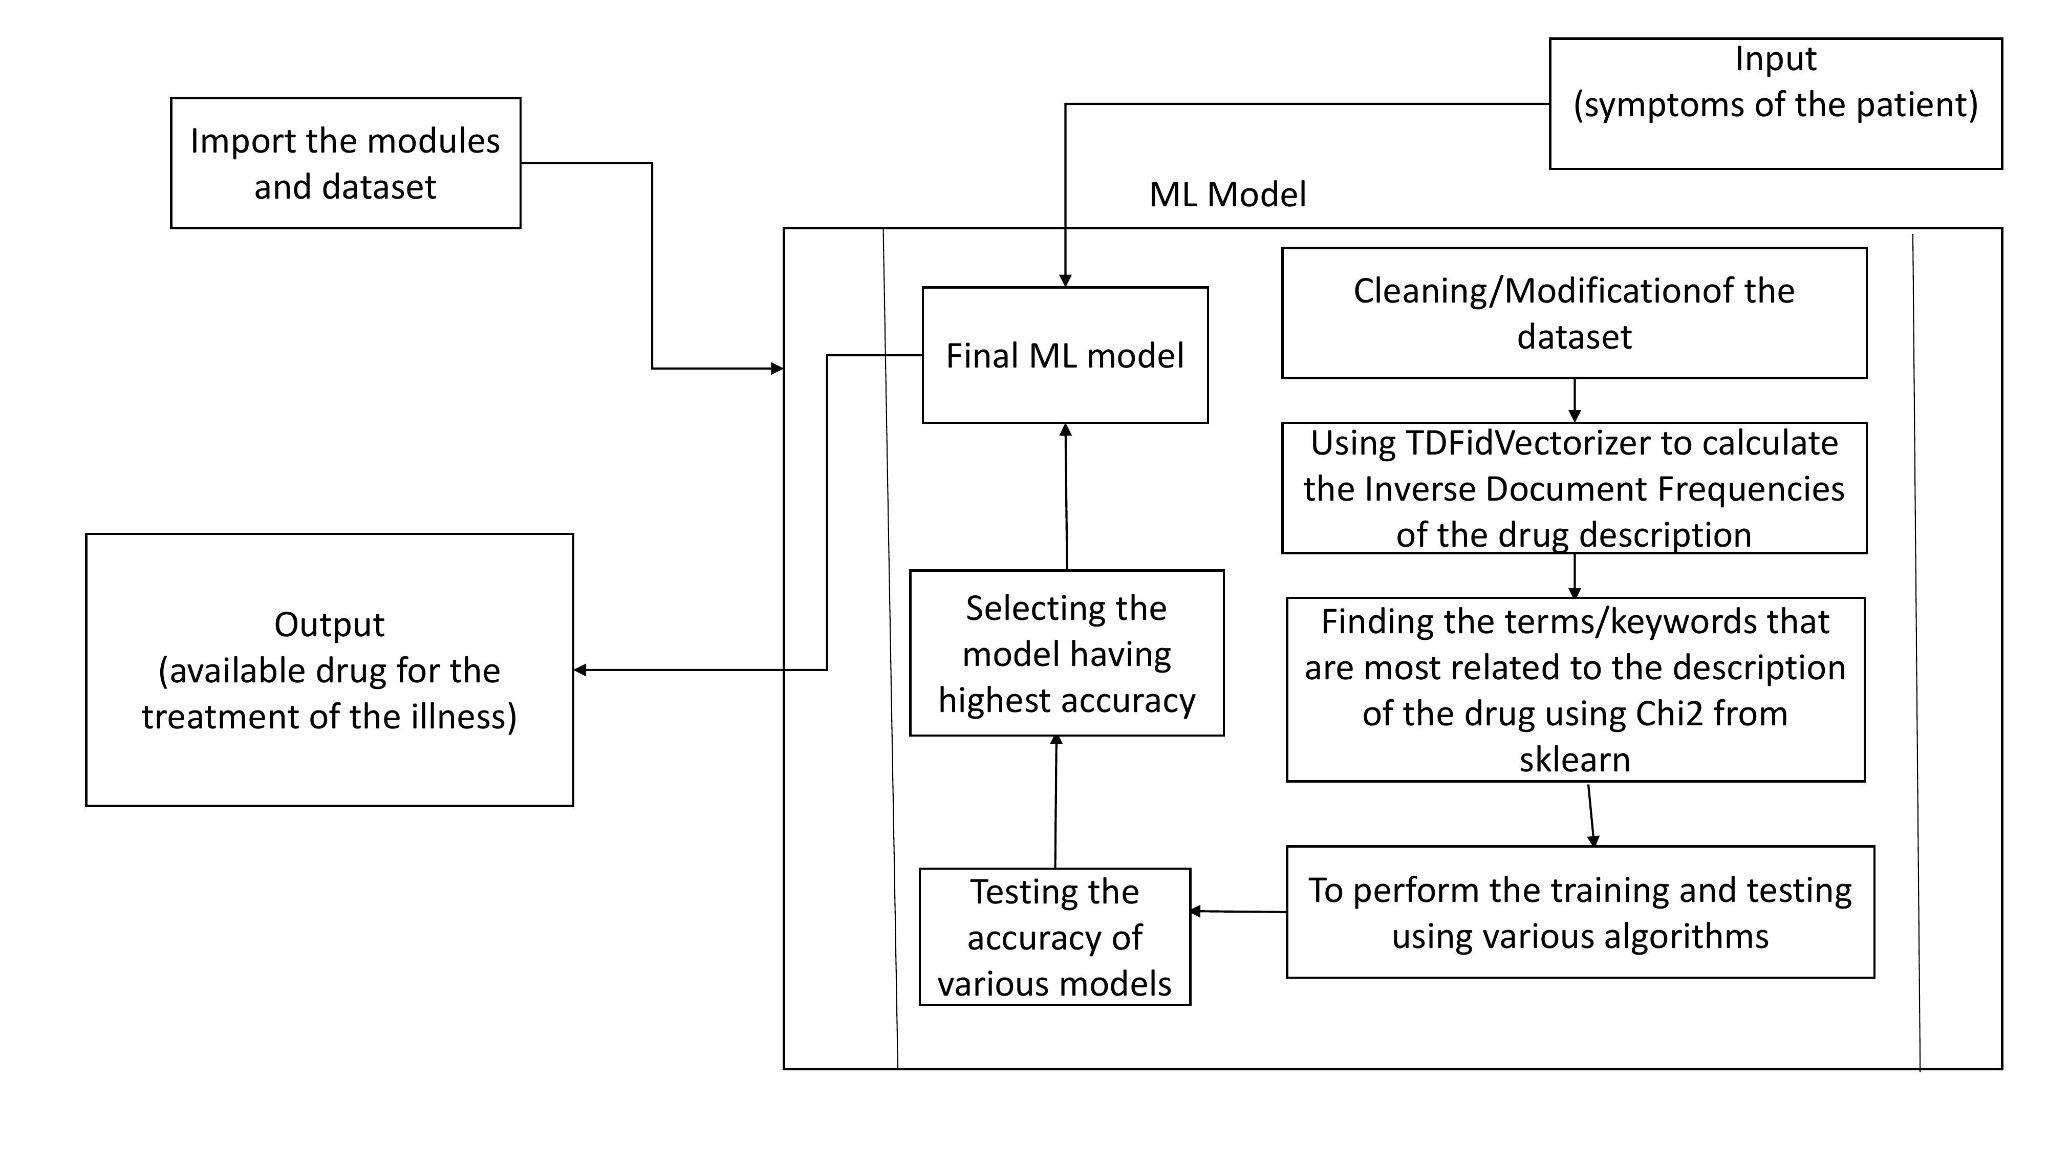 Import the modules
and dataset
Input
(symptoms of the patient)
ML Model
Final ML model
Cleaning/Modificationof the
dataset
Using TDFidVectorizer to calculate
the Inverse Document Frequencies
of the drug description
Finding the terms/keywords that
are most related to the description
of the drug using Chi2 from
sklearn
To perform the training and testing
using various algorithms
Testing the
accuracy of
various models
Selecting the
model having
highest accuracy
Output
(available drug for the
treatment of the illness)